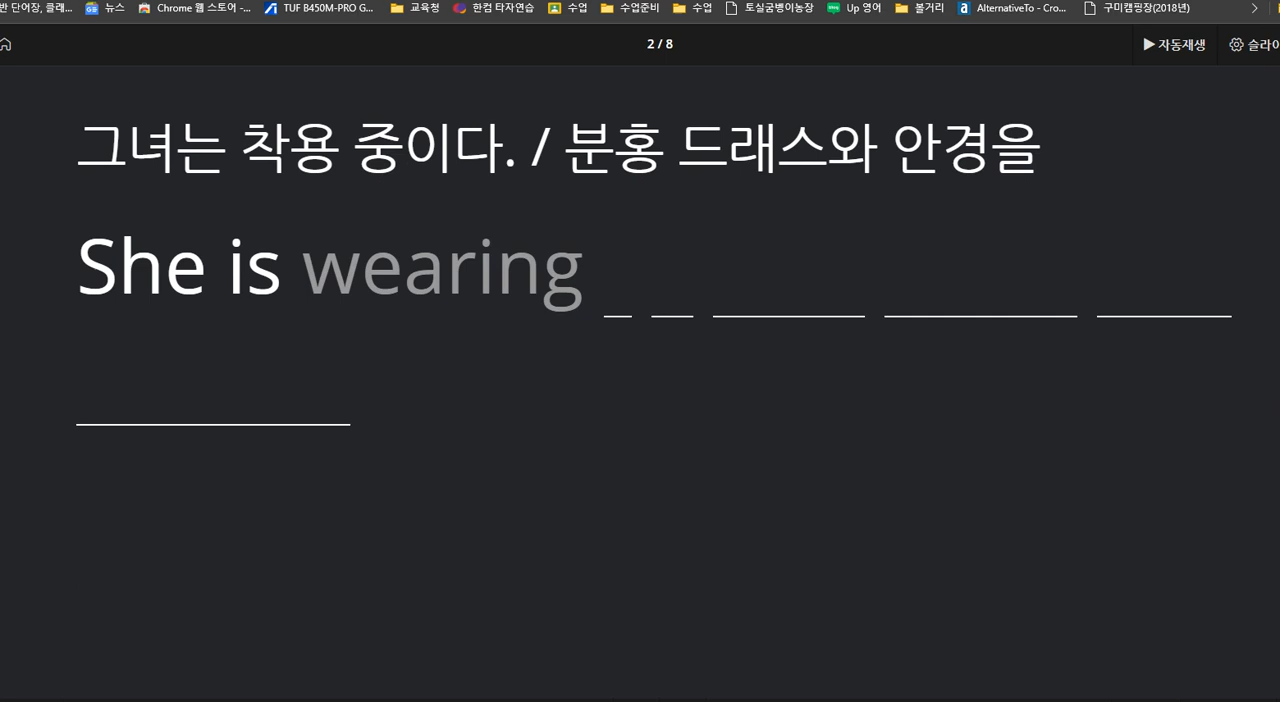 반 단어장, 클래... 뉴스 Chrome 웹 스토어 -... TUF B450M-PRO G... 교육청 한컴 타자연습 수업 수업준비 수업 토실굼벵이농장 Up 영어 볼거리 AlternativeTo - Cro... 구미캠핑장(2018년)
2 / 8 자동재생 슬라이
그녀는 착용 중이다. / 분홍 드래스와 안경을
She is wearing